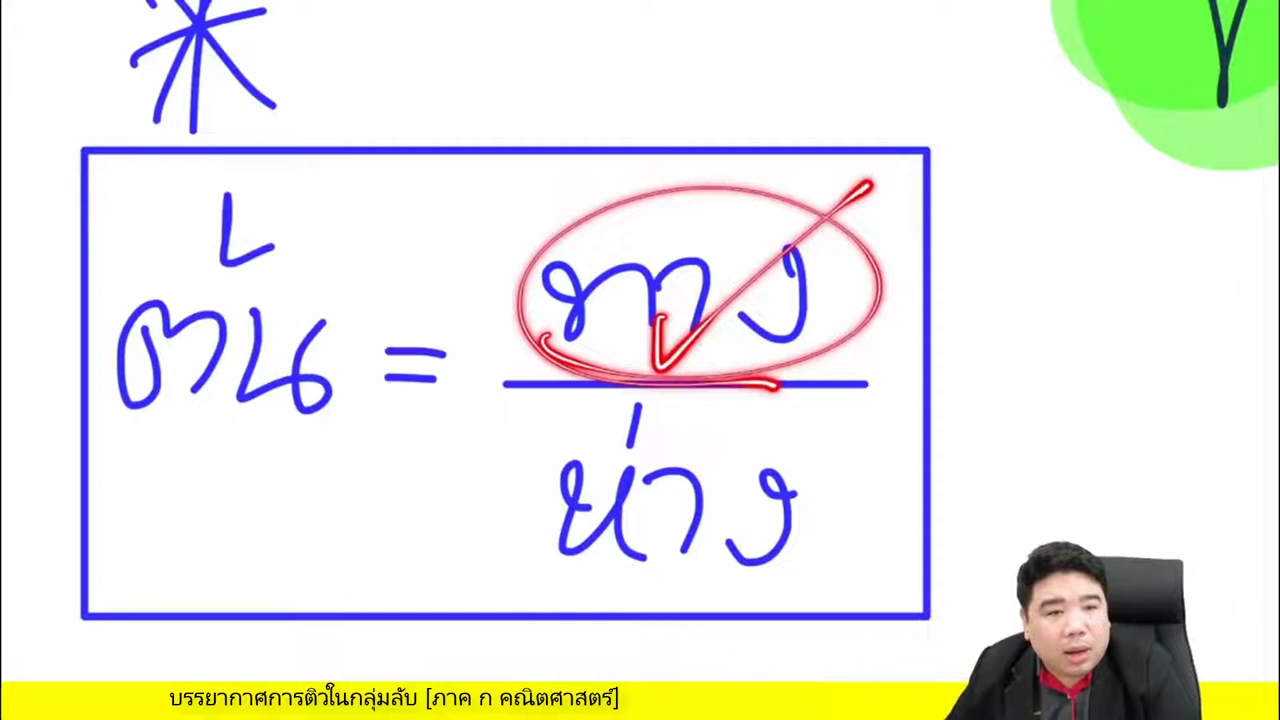 ต้น = ทาง
ห่าง
บรรยากาศการติวในกลุ่มลับ [ภาค ก คณิตศาสตร์]